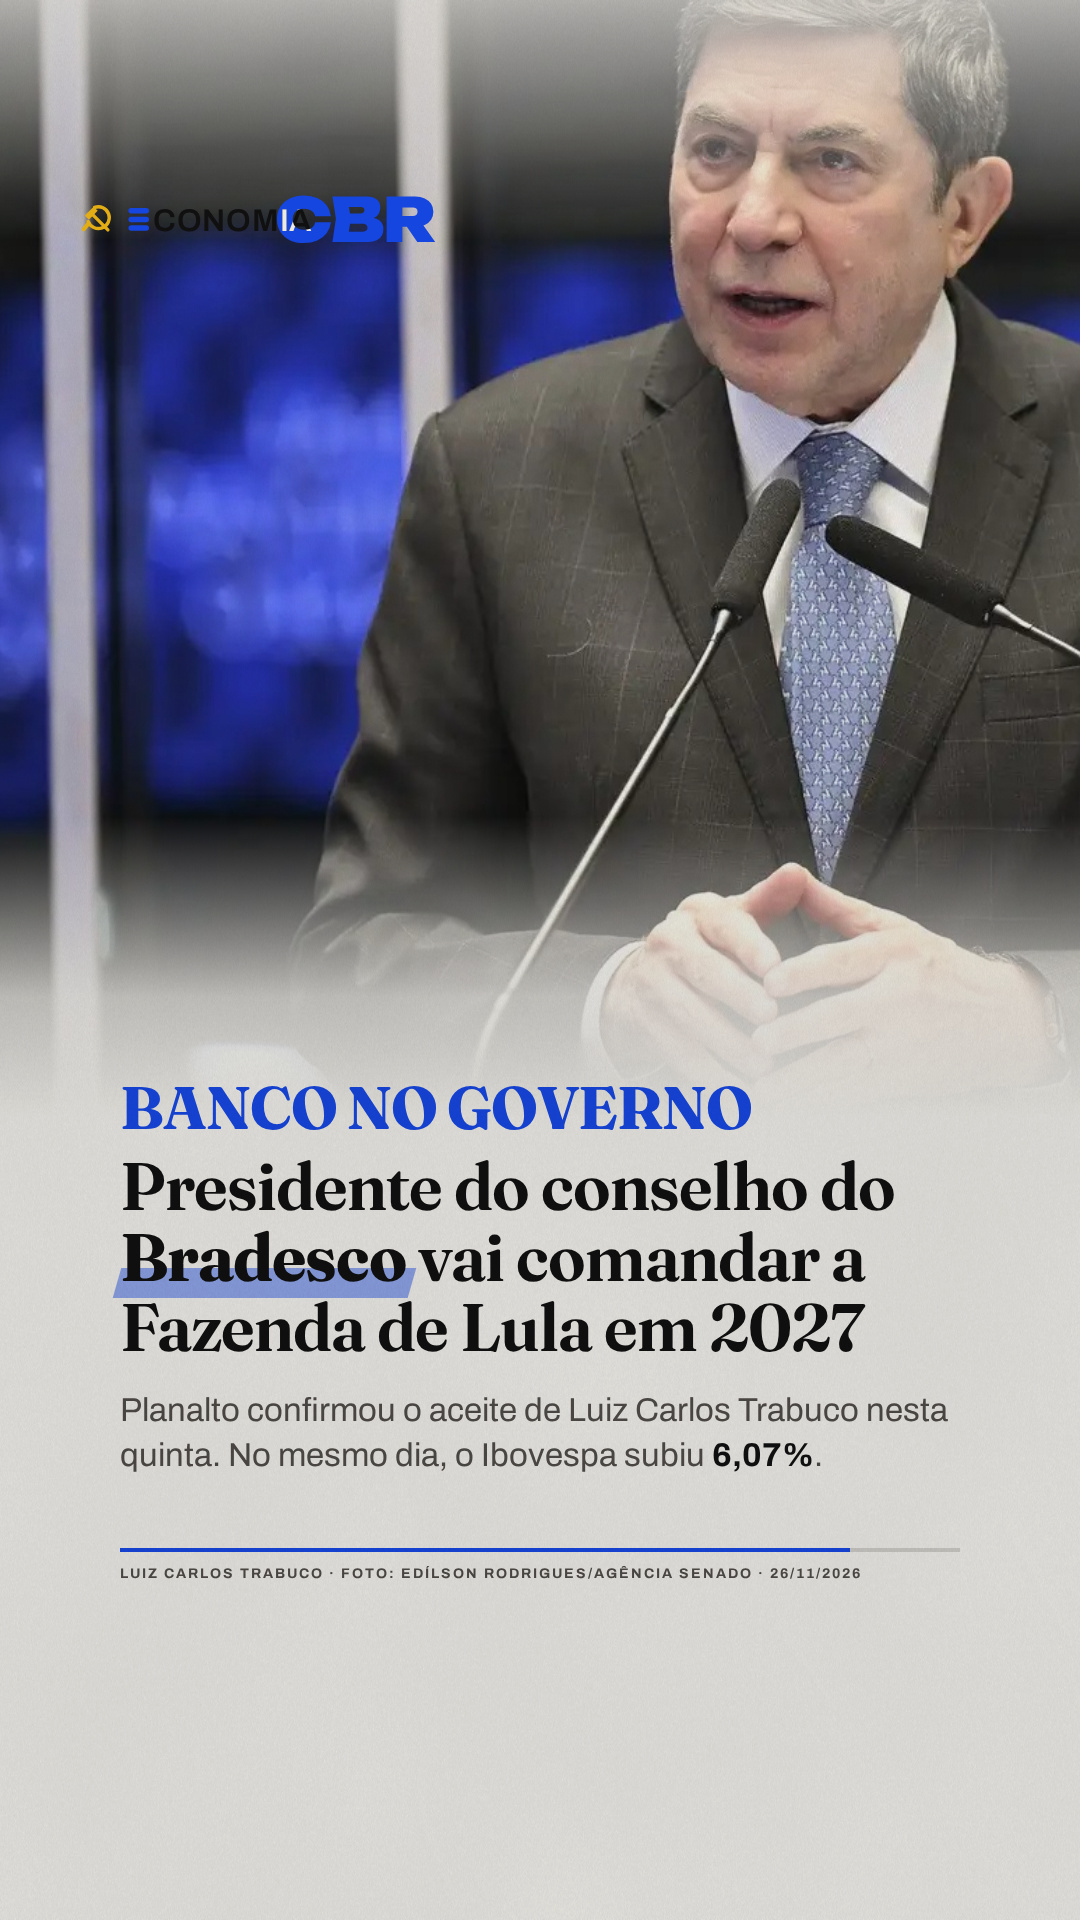 ECONOMIA CBR
BANCO NO GOVERNO
Presidente do conselho do
Bradesco vai comandar a
Fazenda de Lula em 2027
Planalto confirmou o aceite de Luiz Carlos Trabuco nesta
quinta. No mesmo dia, o Ibovespa subiu 6,07%.
LUIZ CARLOS TRABUCO · FOTO: EDÍLSON RODRIGUES/AGÊNCIA SENADO · 26/11/2026